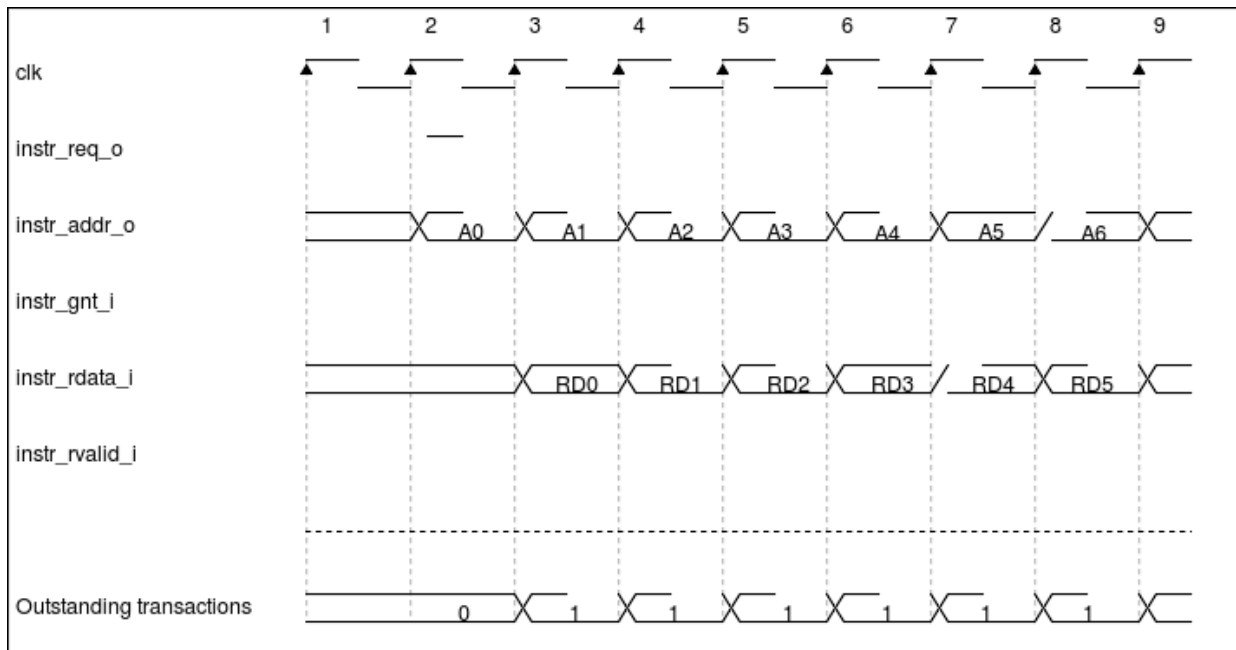 1 2 3 4 5 6 7 8 9
clk
instr_req_o
instr_addr_o A0 A1 A2 A3 A4 A5 A6
instr_gnt_i
instr_rdata_i RD0 RD1 RD2 RD3 RD4 RD5
instr_rvalid_i
Outstanding transactions 0 1 1 1 1 1 1